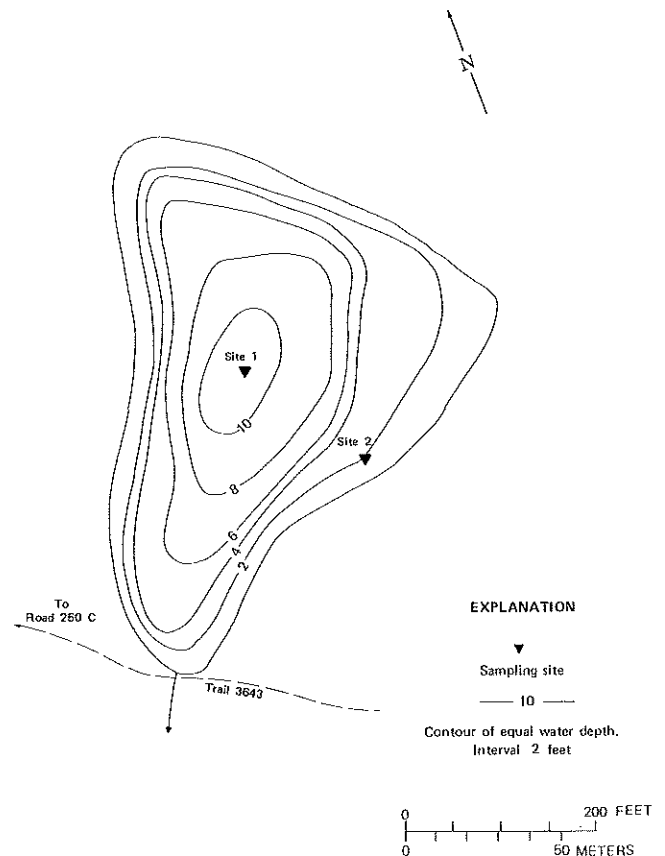 N
Site 1
10
Site 2
8
6
4
2
To
Road 250 C
Trail 3643
EXPLANATION
Sampling site
10
Contour of equal water depth.
Interval 2 feet
0 200 FEET
0 50 METERS